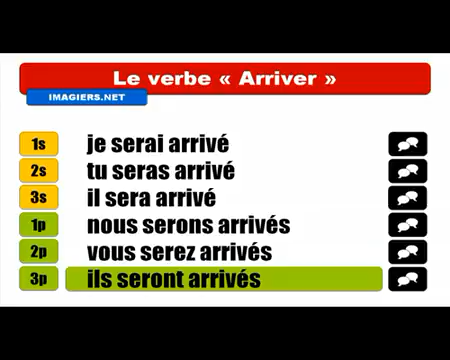 Le verbe « Arriver »
IMAGIERS.NET
1s je serai arrivé
2s tu seras arrivé
3s il sera arrivé
1p nous serons arrivés
2p vous serez arrivés
3p ils seront arrivés